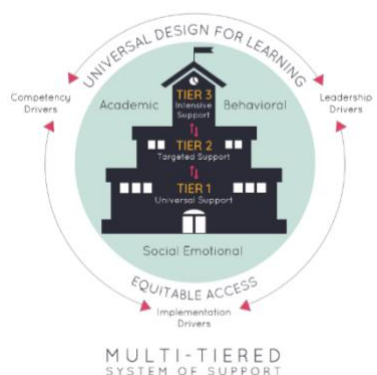 UNIVERSAL DESIGN FOR LEARNING
TIER 3
Intensive
Support
Competency
Drivers
Academic
Behavioral
Leadership
Drivers
TIER 2
Targeted Support
TIER 1
Universal Support
Social Emotional
EQUITABLE ACCESS
Implementation
Drivers
MULTI-TIERED
SYSTEM OF SUPPORT